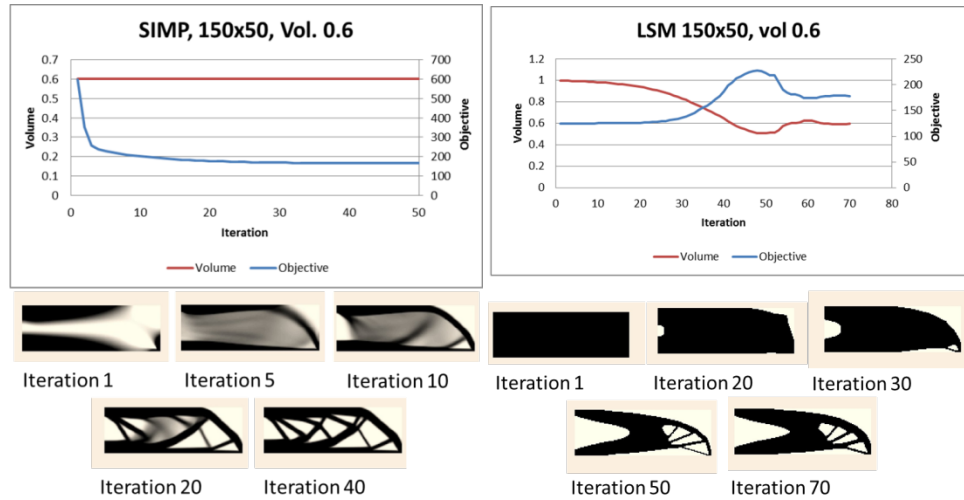 SIMP, 150x50, Vol. 0.6
0.7
0.6
0.5
0.4
0.3
0.2
0.1
0
Volume
700
600
500
400
300
200
100
0
Objective
0 10 20 30 40 50
Iteration
Volume Objective
Iteration 1 Iteration 5 Iteration 10
Iteration 20 Iteration 40
LSM 150x50, vol 0.6
1.2
1
0.8
0.6
0.4
0.2
0
Volume
250
200
150
100
50
0
Objective
0 10 20 30 40 50 60 70 80
Iteration
Volume Objective
Iteration 1 Iteration 20 Iteration 30
Iteration 50 Iteration 70